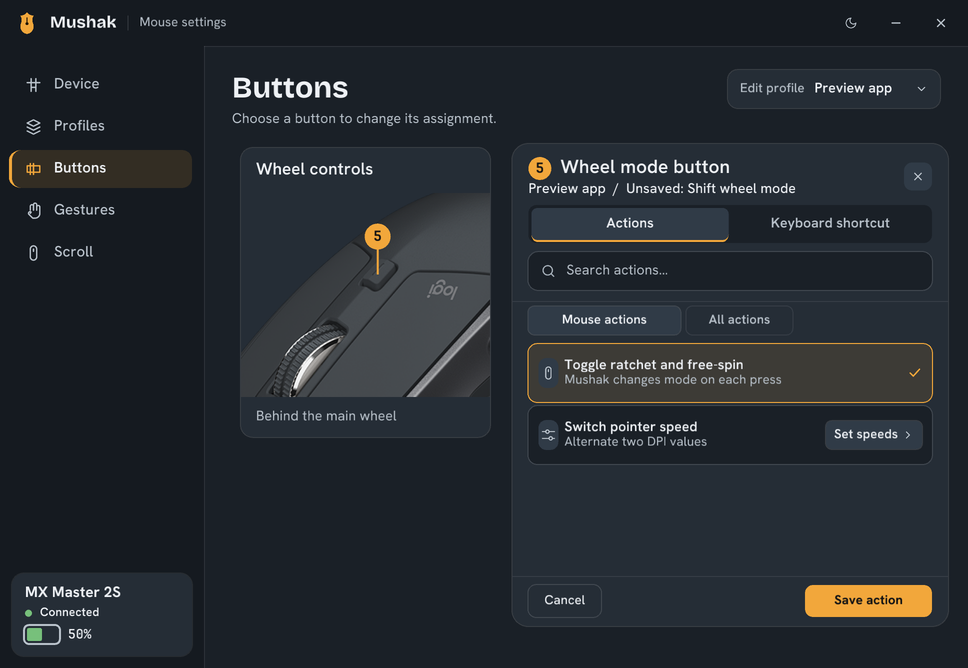 Mushak
Mouse settings
Device
Profiles
Buttons
Gestures
Scroll
MX Master 2S
Connected
50%
Buttons
Choose a button to change its assignment.
Edit profile Preview app
Wheel controls
5
logi
Behind the main wheel
5 Wheel mode button
Preview app / Unsaved: Shift wheel mode
Actions
Keyboard shortcut
Search actions...
Mouse actions
All actions
Toggle ratchet and free-spin
Mushak changes mode on each press
Switch pointer speed
Alternate two DPI values
Set speeds
Cancel
Save action